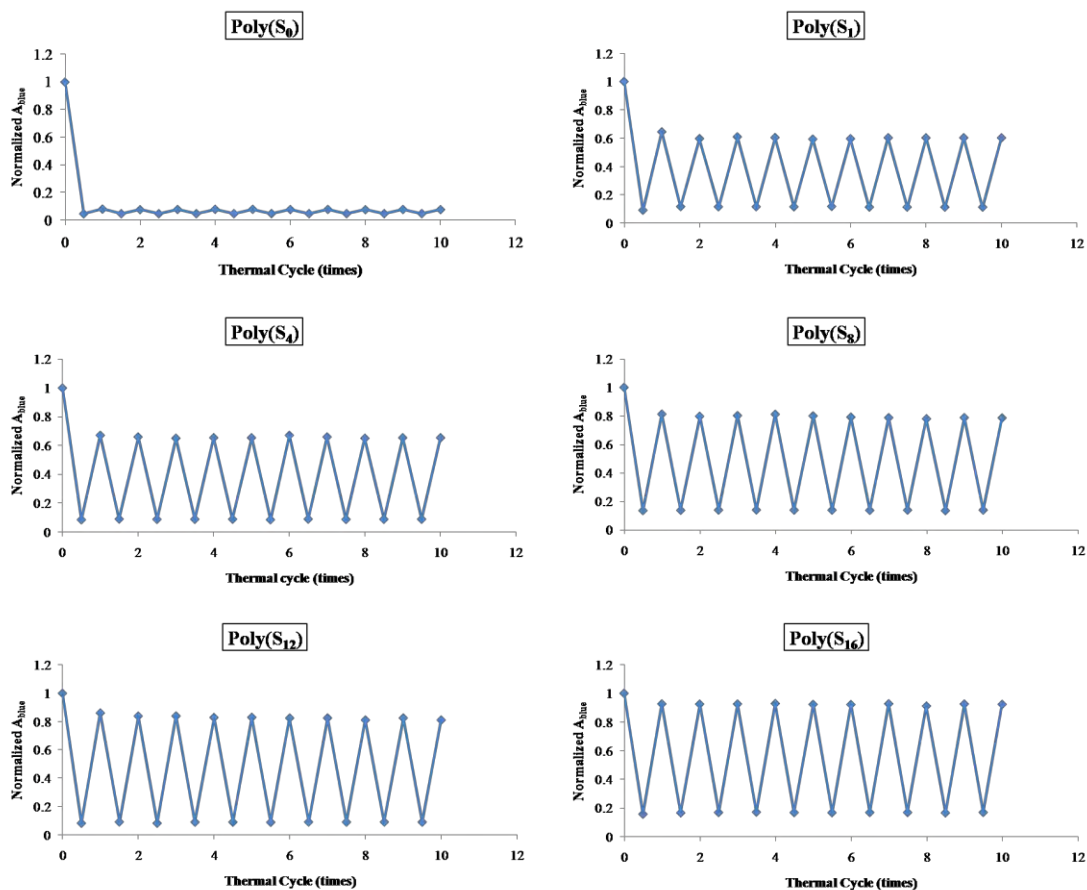 Poly(S₀)
Normalized A_blue
1.2
1
0.8
0.6
0.4
0.2
0
0 2 4 6 8 10 12
Thermal Cycle (times)
Poly(S₁)
Normalized A_blue
1.2
1
0.8
0.6
0.4
0.2
0
0 2 4 6 8 10 12
Thermal Cycle (times)
Poly(S₄)
Normalized A_blue
1.2
1
0.8
0.6
0.4
0.2
0
0 2 4 6 8 10 12
Thermal cycle (times)
Poly(S₈)
Normalized A_blue
1.2
1
0.8
0.6
0.4
0.2
0
0 2 4 6 8 10 12
Thermal Cycle (times)
Poly(S₁₂)
Normalized A_blue
1.2
1
0.8
0.6
0.4
0.2
0
0 2 4 6 8 10 12
Thermal Cycle (times)
Poly(S₁₆)
Normalized A_blue
1.2
1
0.8
0.6
0.4
0.2
0
0 2 4 6 8 10 12
Thermal Cycle (times)